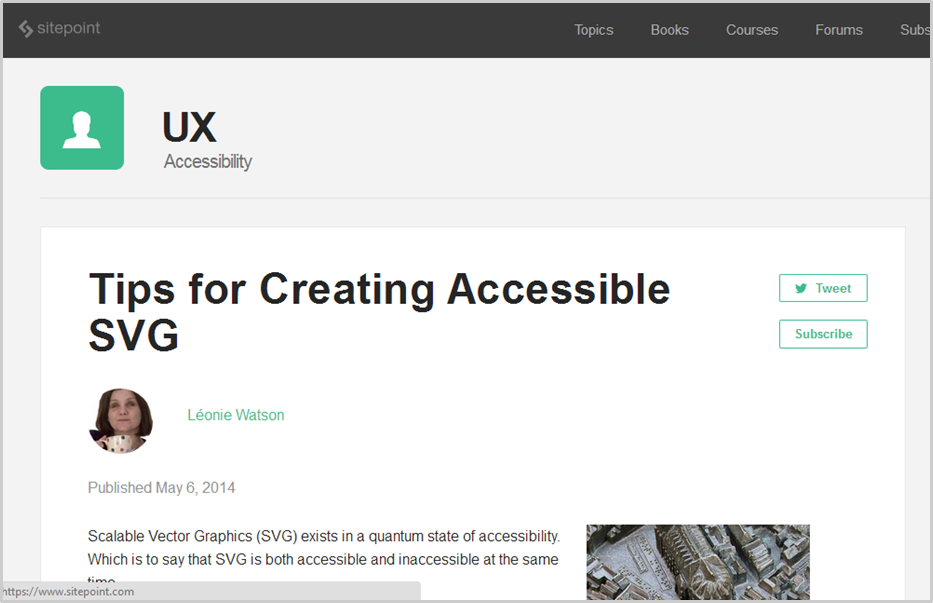 sitepoint
Topics Books Courses Forums Subs
UX
Accessibility
Tips for Creating Accessible
SVG
Tweet
Subscribe
Léonie Watson
Published May 6, 2014
Scalable Vector Graphics (SVG) exists in a quantum state of accessibility.
Which is to say that SVG is both accessible and inaccessible at the same
time
https://www.sitepoint.com